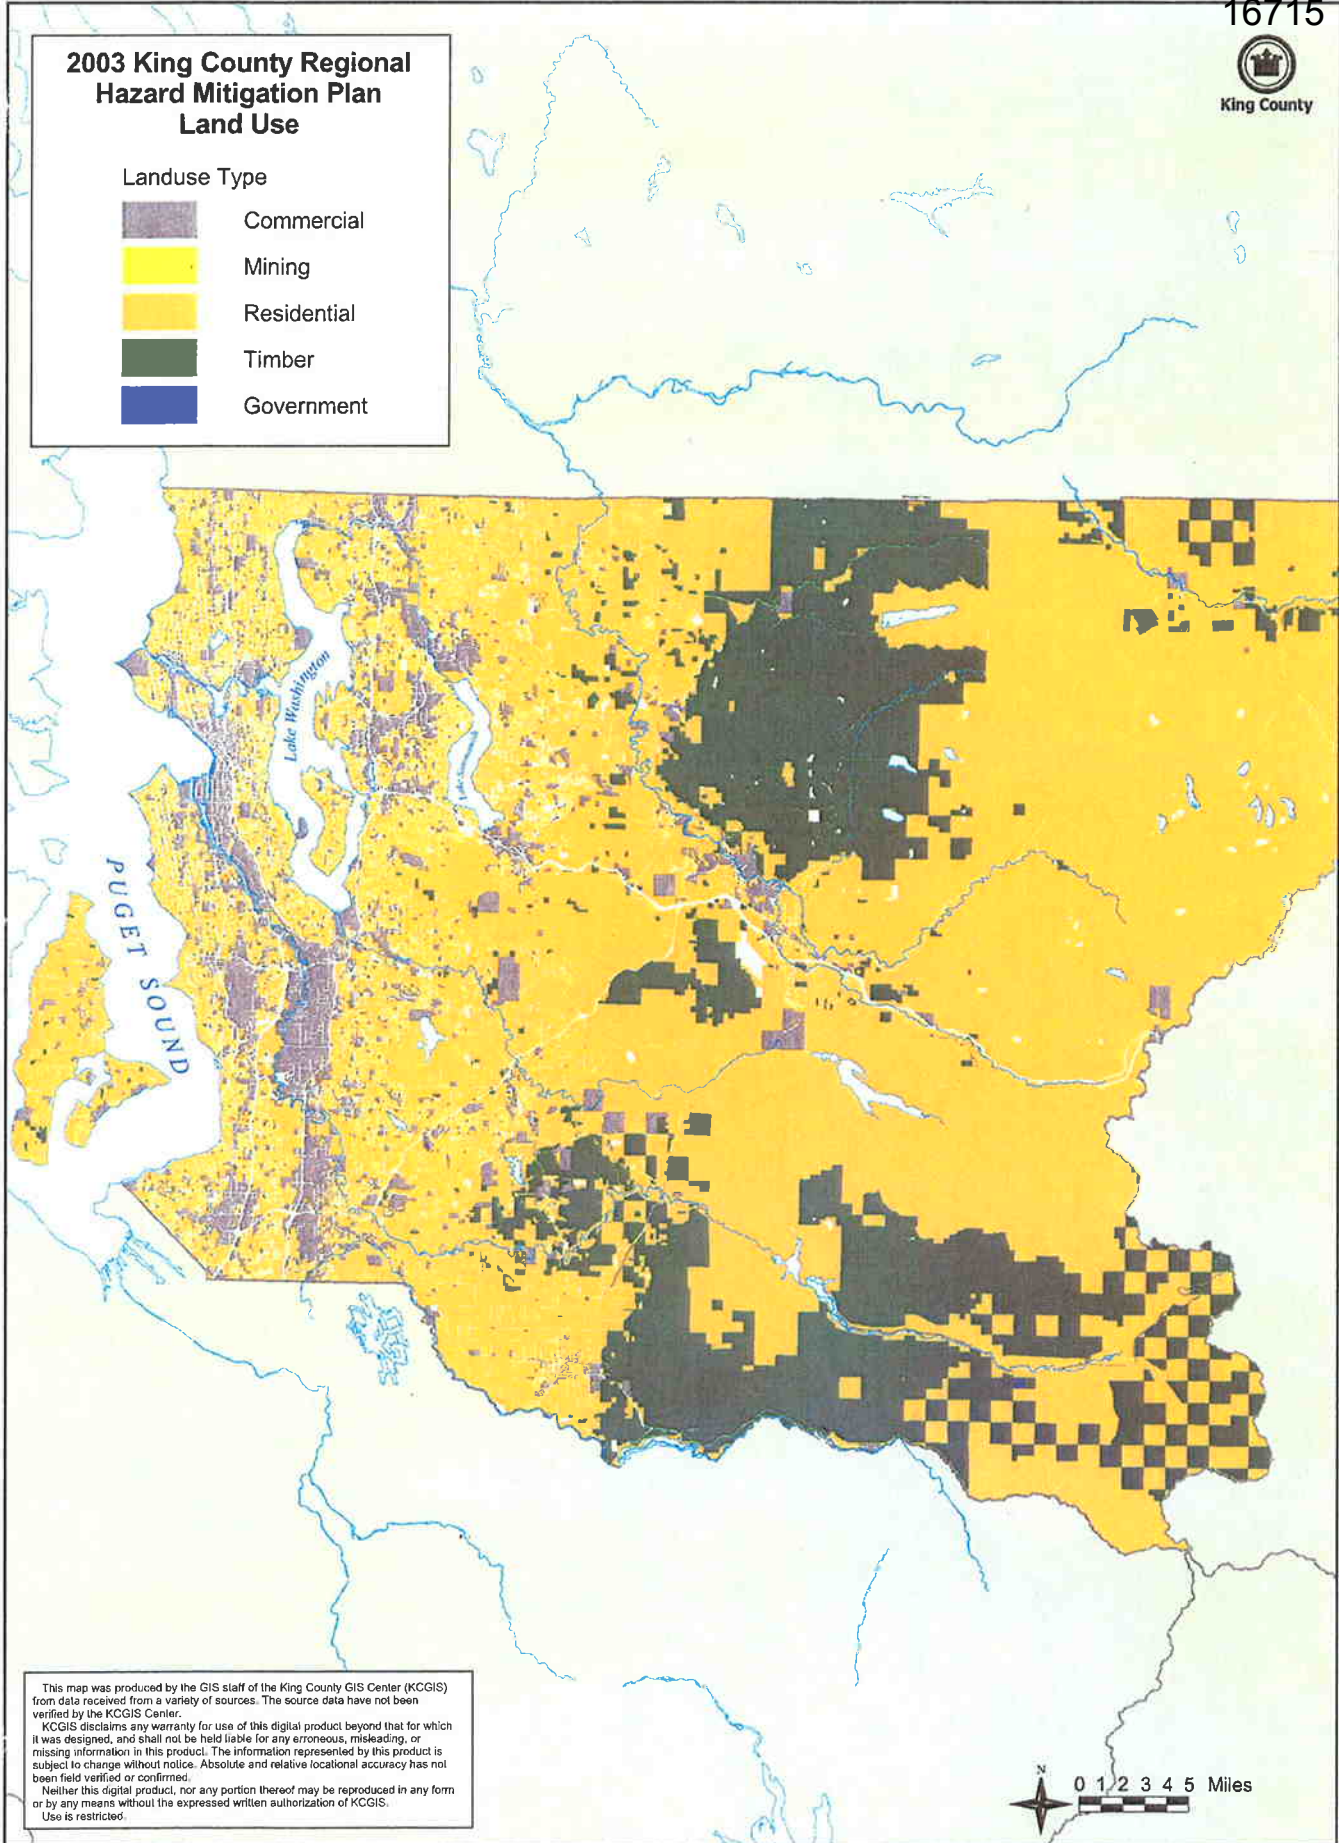 16715
King County
2003 King County Regional
Hazard Mitigation Plan
Land Use
Landuse Type
Commercial
Mining
Residential
Timber
Government
Lake Washington
PUGET SOUND
This map was produced by the GIS staff of the King County GIS Center (KCGIS)
from data received from a variety of sources. The source data have not been
verified by the KCGIS Center.
KCGIS disclaims any warranty for use of this digital product beyond that for which
it was designed, and shall not be held liable for any erroneous, misleading, or
missing information in this product. The information represented by this product is
subject to change without notice. Absolute and relative locational accuracy has not
been field verified or confirmed.
Neither this digital product, nor any portion thereof may be reproduced in any form
or by any means without the expressed written authorization of KCGIS.
Use is restricted.
N
0 1 2 3 4 5 Miles